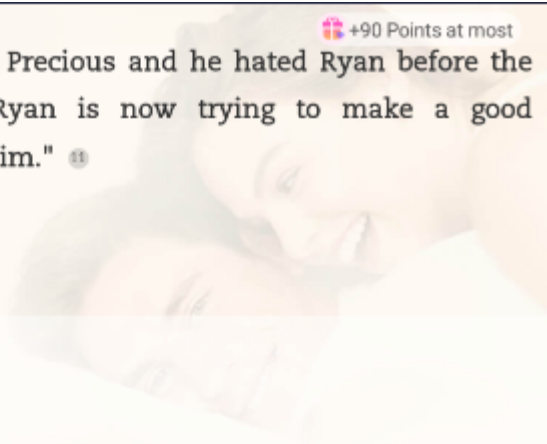 +90 Points at most
Precious and he hated Ryan before the
Ryan is now trying to make a good
im." 11